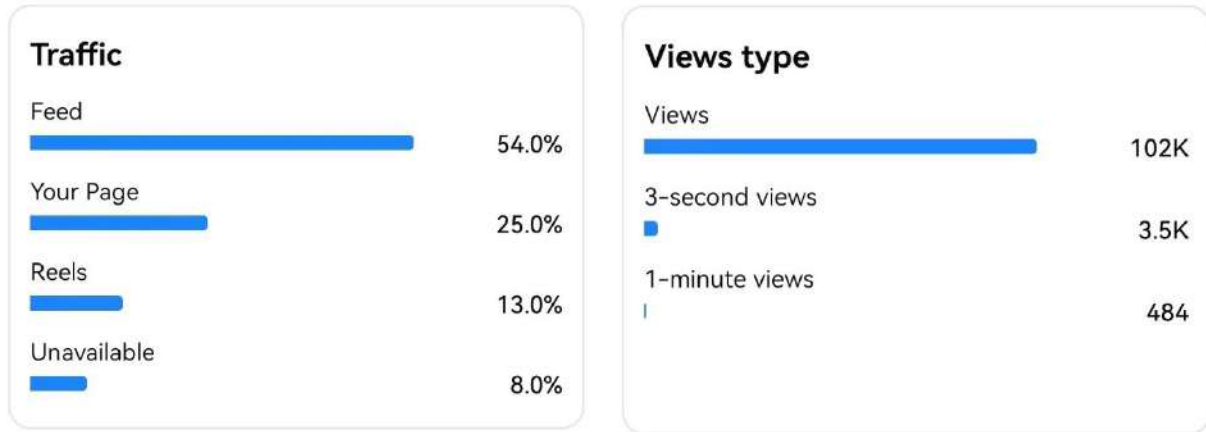 Traffic
Feed
54.0%
Your Page
25.0%
Reels
13.0%
Unavailable
8.0%
Views type
Views
102K
3-second views
3.5K
1-minute views
484